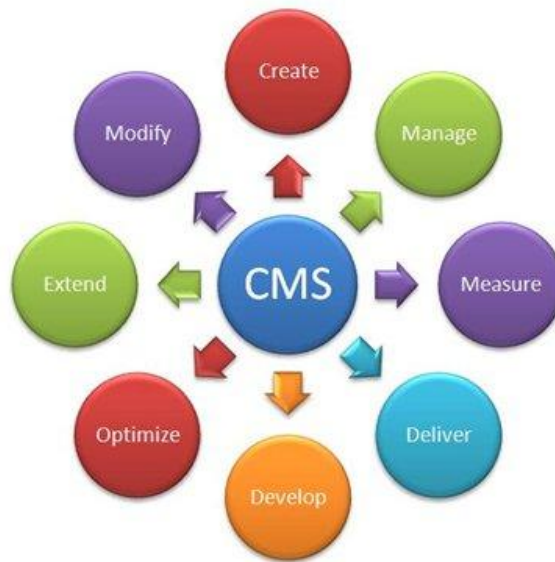 Create
Modify
Manage
Extend
CMS
Measure
Optimize
Deliver
Develop